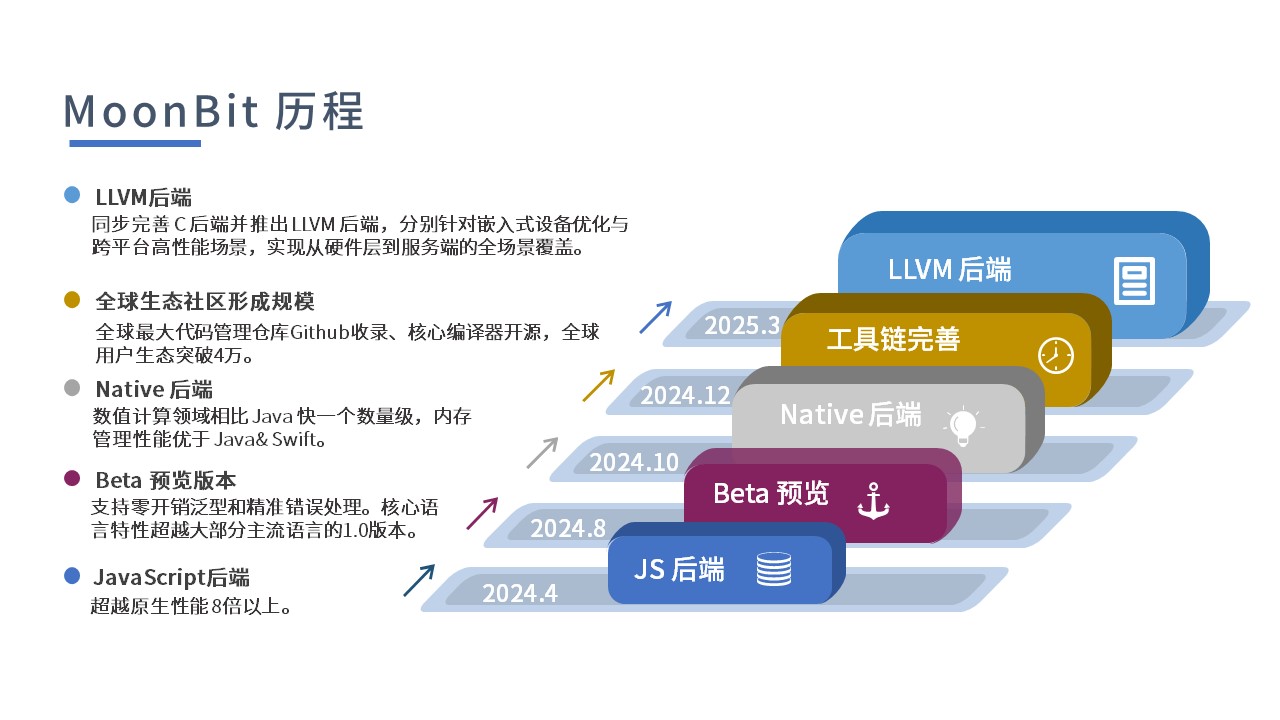 MoonBit 历程
LLVM后端
同步完善 C 后端并推出 LLVM 后端，分别针对嵌入式设备优化与
跨平台高性能场景，实现从硬件层到服务端的全场景覆盖。
全球生态社区形成规模
全球最大代码管理仓库Github收录、核心编译器开源，全球
用户生态突破4万。
Native 后端
数值计算领域相比 Java 快一个数量级，内存
管理性能优于 Java& Swift。
Beta 预览版本
支持零开销泛型和精准错误处理。核心语
言特性超越大部分主流语言的1.0版本。
JavaScript后端
超越原生性能 8倍以上。
LLVM 后端
2025.3
工具链完善
2024.12
Native 后端
2024.10
Beta 预览
2024.8
JS 后端
2024.4